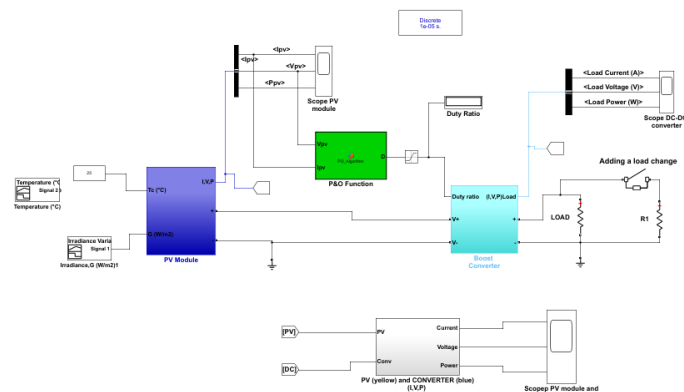 Discrete
1e-05 s.
<Ipv>
<Ipv>
<Vpv>
<Ppv>
Scope PV
module
<Load Current (A)>
<Load Voltage (V)>
<Load Power (W)>
Scope DC-DC
converter
Duty Ratio
Vpv
Ipv
D
P&O Function
Adding a load change
25
Temperature (°C
Signal 2
Temperature (°C)
Tc (°C)
I,V,P
+
G (W/m2)
-
PV Module
Irradiance Varia
Signal 1
Irradiance,G (W/m2)1
Duty ratio
(I,V,P)Load
V+
+
V-
-
Boost
Converter
LOAD
R1
[PV]
[DC]
PV
Conv
Current
Voltage
Power
PV (yellow) and CONVERTER (blue)
(I,V,P)
Scopep PV module and